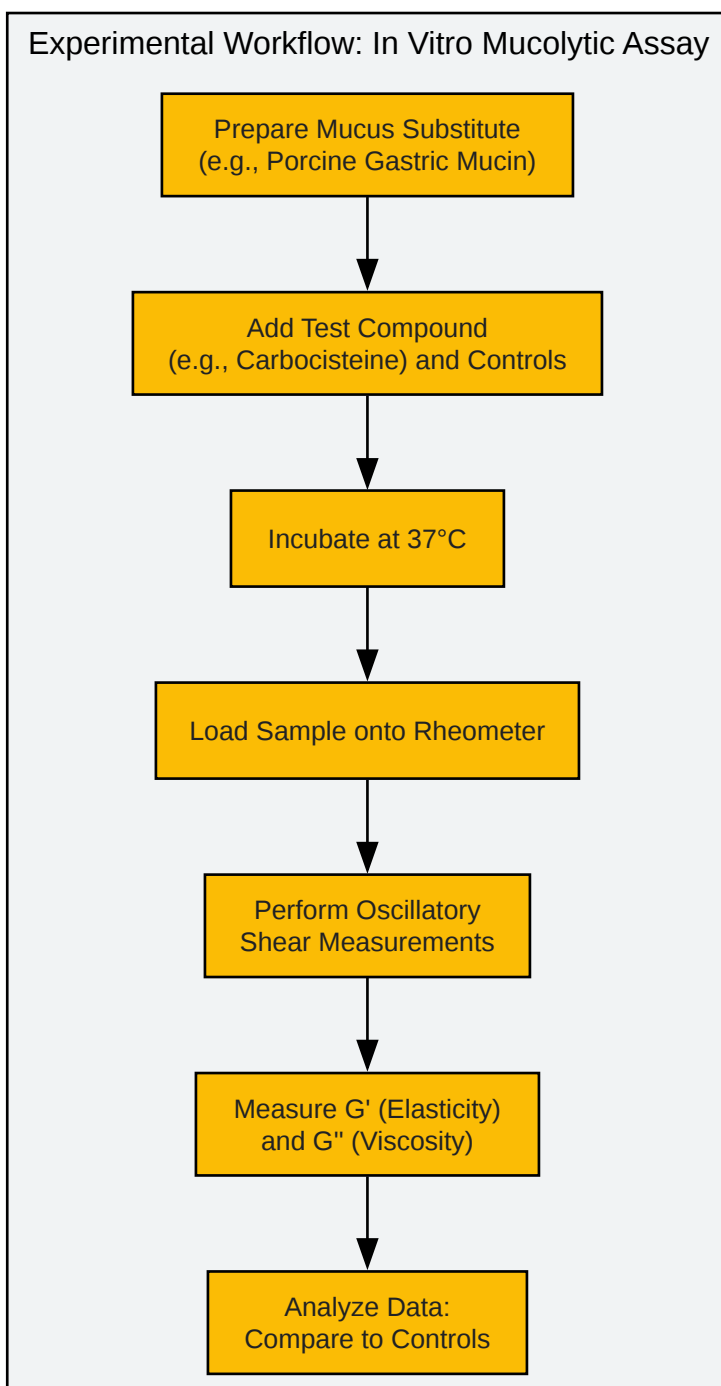 Experimental Workflow: In Vitro Mucolytic Assay
Prepare Mucus Substitute
(e.g., Porcine Gastric Mucin)
Add Test Compound
(e.g., Carbocisteine) and Controls
Incubate at 37°C
Load Sample onto Rheometer
Perform Oscillatory
Shear Measurements
Measure G' (Elasticity)
and G'' (Viscosity)
Analyze Data:
Compare to Controls